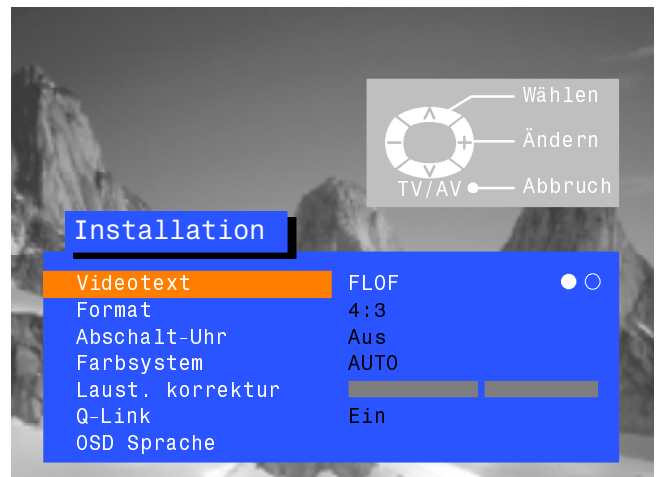 Wählen
Ändern
TV/AV Abbruch
Installation
Videotext FLOF
Format 4:3
Abschalt-Uhr Aus
Farbsystem AUTO
Laust. korrektur
Q-Link Ein
OSD Sprache